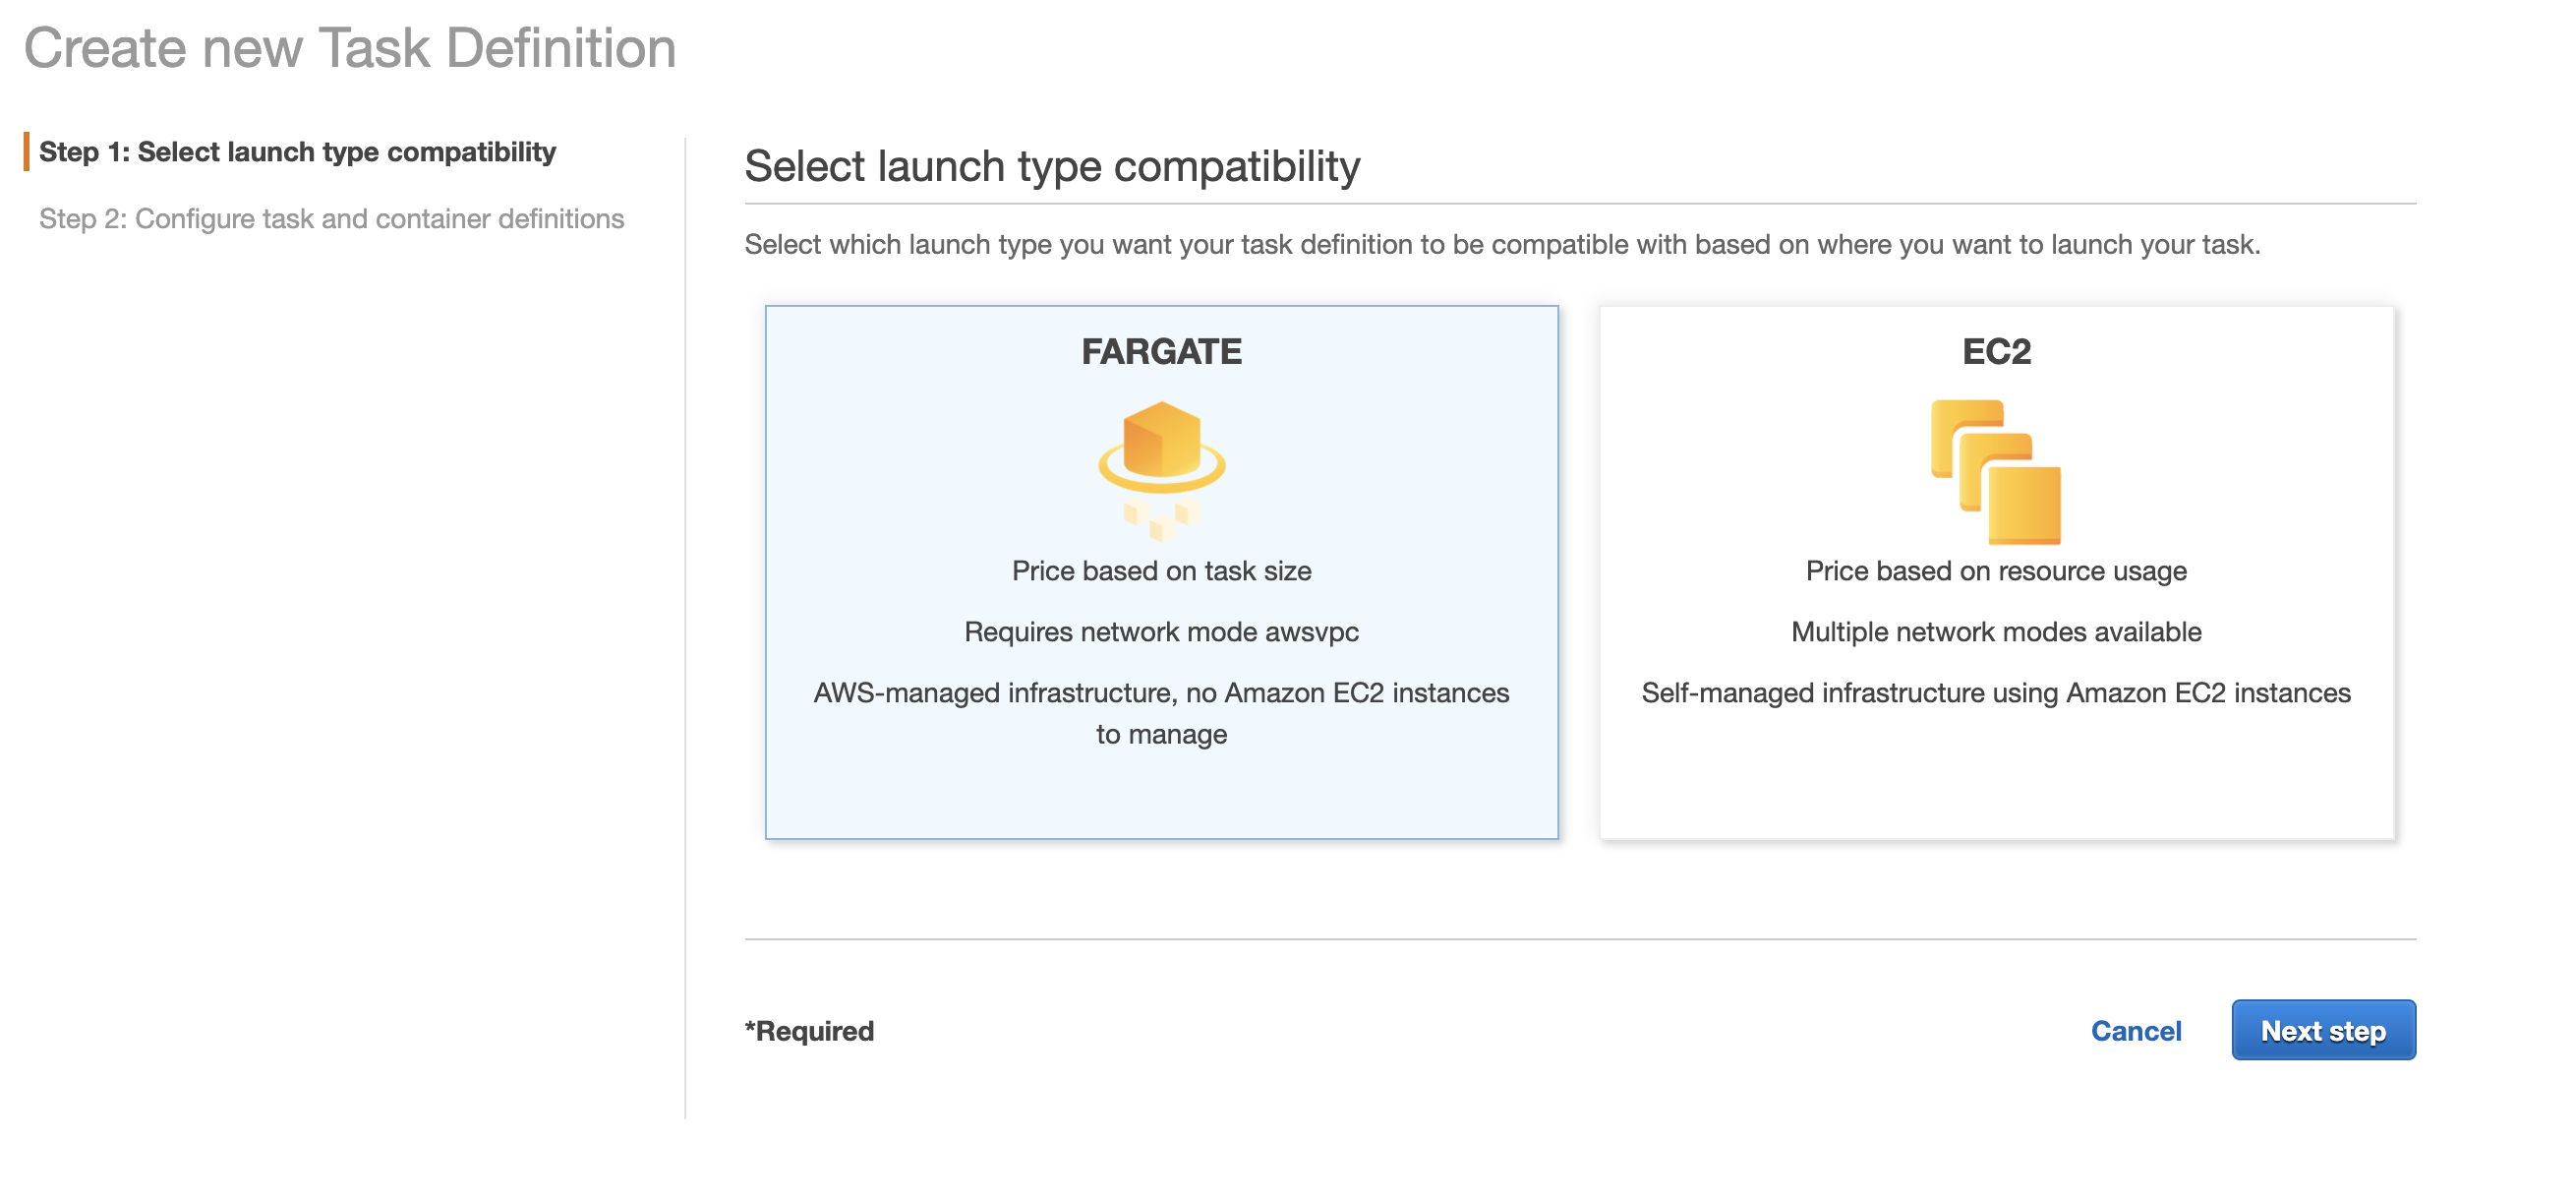 Create new Task Definition
Step 1: Select launch type compatibility
Step 2: Configure task and container definitions
Select launch type compatibility
Select which launch type you want your task definition to be compatible with based on where you want to launch your task.
FARGATE
Price based on task size
Requires network mode awsvpc
AWS-managed infrastructure, no Amazon EC2 instances
to manage
EC2
Price based on resource usage
Multiple network modes available
Self-managed infrastructure using Amazon EC2 instances
*Required
Cancel
Next step